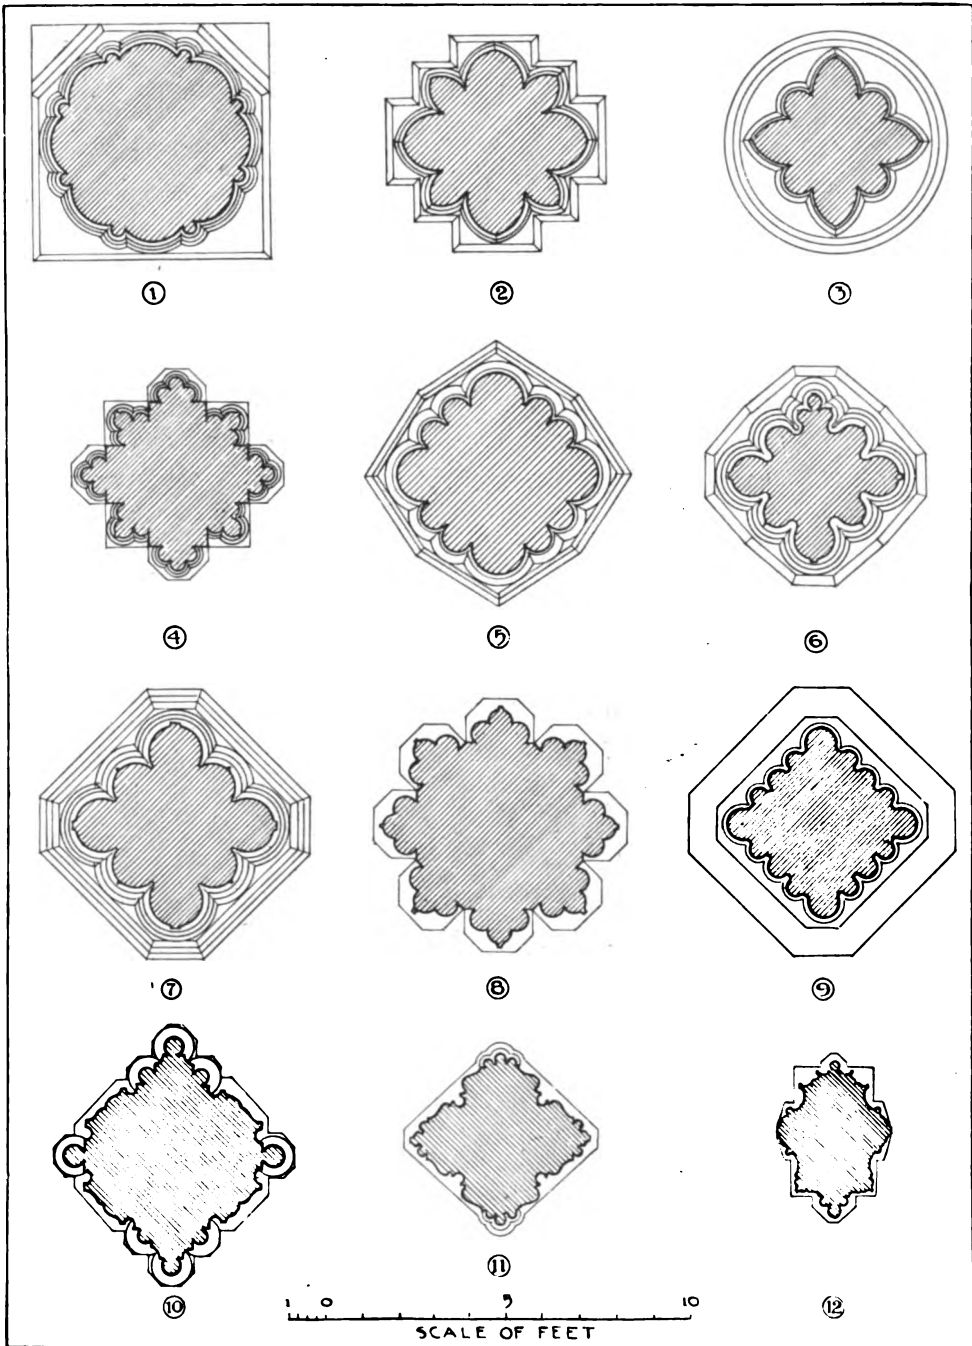 ① ② ③
④ ⑤ ⑥
⑦ ⑧ ⑨
⑩ ⑪ ⑫
1 0 5 10
SCALE OF FEET